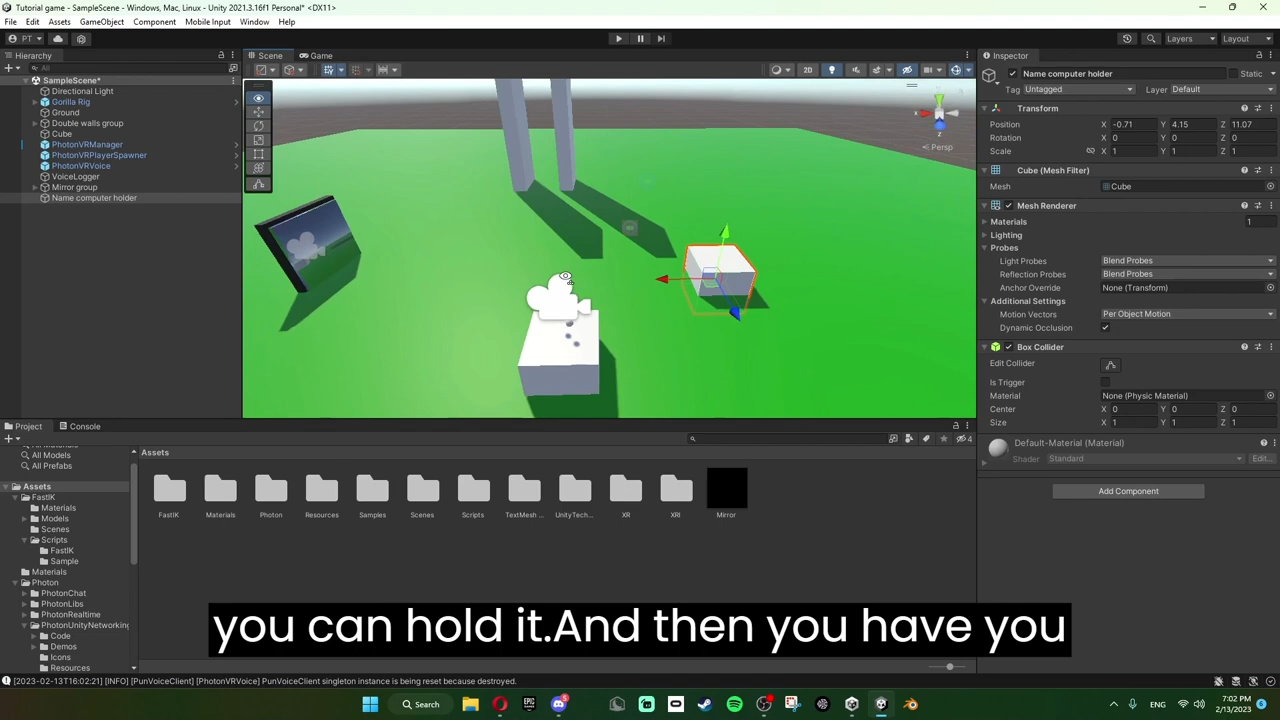 Tutorial game - SampleScene - Windows, Mac, Linux - Unity 2021.3.16f1 Personal* <DX11>
File Edit Assets GameObject Component Mobile Input Window Help
PT
Layers Layout
Hierarchy
All
SampleScene*
Directional Light
Gorilla Rig
Ground
Double walls group
Cube
PhotonVRManager
PhotonVRPlayerSpawner
PhotonVRVoice
VoiceLogger
Mirror group
Name computer holder
Scene Game
2D
Persp
Inspector
Name computer holder Static
Tag Untagged Layer Default
Transform
Position X -0.71 Y 4.15 Z 11.07
Rotation X 0 Y 0 Z 0
Scale X 1 Y 1 Z 1
Cube (Mesh Filter)
Mesh Cube
Mesh Renderer
Materials 1
Lighting
Probes
Light Probes Blend Probes
Reflection Probes Blend Probes
Anchor Override None (Transform)
Additional Settings
Motion Vectors Per Object Motion
Dynamic Occlusion
Box Collider
Edit Collider
Is Trigger
Material None (Physic Material)
Center X 0 Y 0 Z 0
Size X 1 Y 1 Z 1
Default-Material (Material)
Shader Standard Edit...
Add Component
Project Console
4
All Models
All Prefabs
Assets
FastIK
Materials
Models
Scenes
Scripts
FastIK
Sample
Materials
Photon
PhotonChat
PhotonLibs
PhotonRealtime
PhotonUnityNetworking
Code
Demos
Icons
Resources
Assets
FastIK Materials Photon Resources Samples Scenes Scripts TextMesh ... UnityTech... XR XRI Mirror
you can hold it.And then you have you
[2023-02-13T16:02:21] [INFO] [PunVoiceClient] [PhotonVRVoice] PunVoiceClient singleton instance is being reset because destroyed.
Search
EPIC
5
7:02 PM
2/13/2023